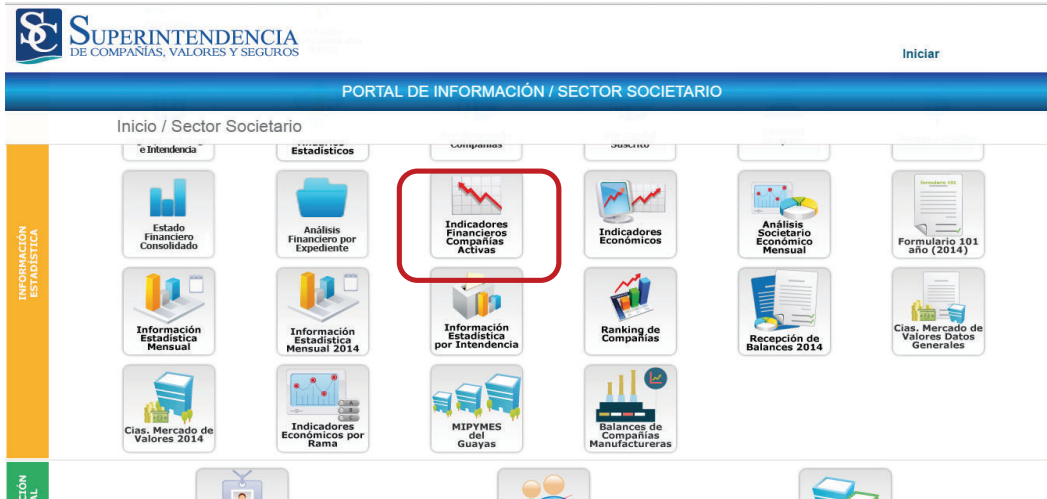 SC SUPERINTENDENCIA
DE COMPAÑÍAS, VALORES Y SEGUROS
Iniciar
PORTAL DE INFORMACIÓN / SECTOR SOCIETARIO
Inicio / Sector Societario
e Intendencia
Estadísticos
Compañías
Suscrito
INFORMACIÓN
ESTADÍSTICA
Estado
Financiero
Consolidado
Análisis
Financiero por
Expediente
Indicadores
Financieros
Compañías
Activas
Indicadores
Económicos
Análisis
Societario
Económico
Mensual
Formulario 101
Formulario 101
año (2014)
Información
Estadística
Mensual
Información
Estadística
Mensual 2014
Información
Estadística
por Intendencia
Ranking de
Compañías
Recepción de
Balances 2014
Cias. Mercado de
Valores Datos
Generales
Cias. Mercado de
Valores 2014
A
B
C
Indicadores
Económicos por
Rama
MIPYMES
del
Guayas
Balances de
Compañías
Manufactureras